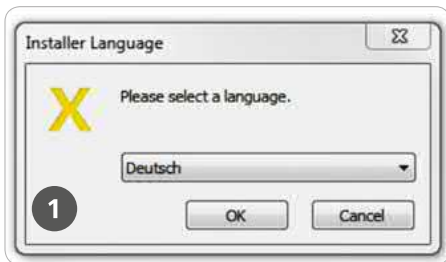 Installer Language
X
Please select a language.
Deutsch
1
OK
Cancel